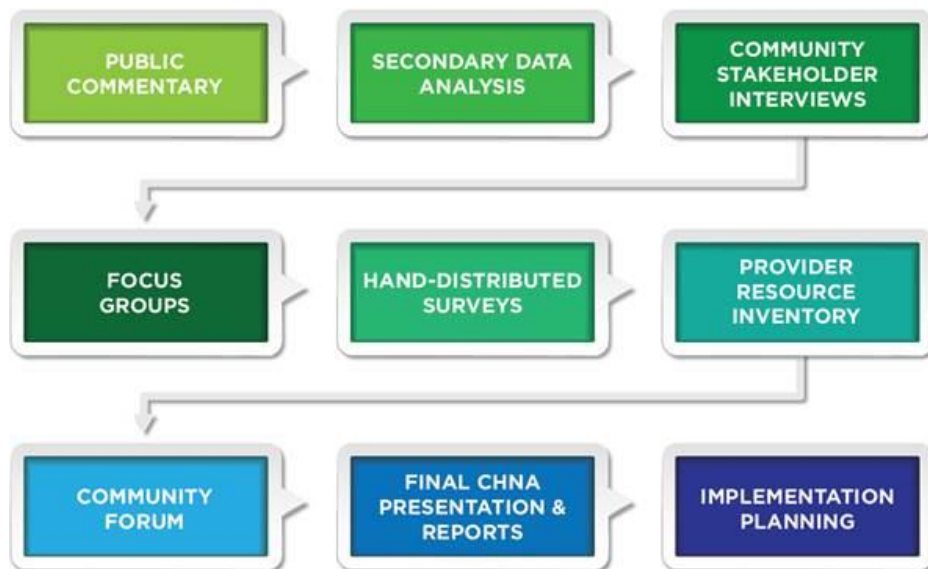 PUBLIC
COMMENTARY
SECONDARY DATA
ANALYSIS
COMMUNITY
STAKEHOLDER
INTERVIEWS
FOCUS
GROUPS
HAND-DISTRIBUTED
SURVEYS
PROVIDER
RESOURCE
INVENTORY
COMMUNITY
FORUM
FINAL CHNA
PRESENTATION &
REPORTS
IMPLEMENTATION
PLANNING